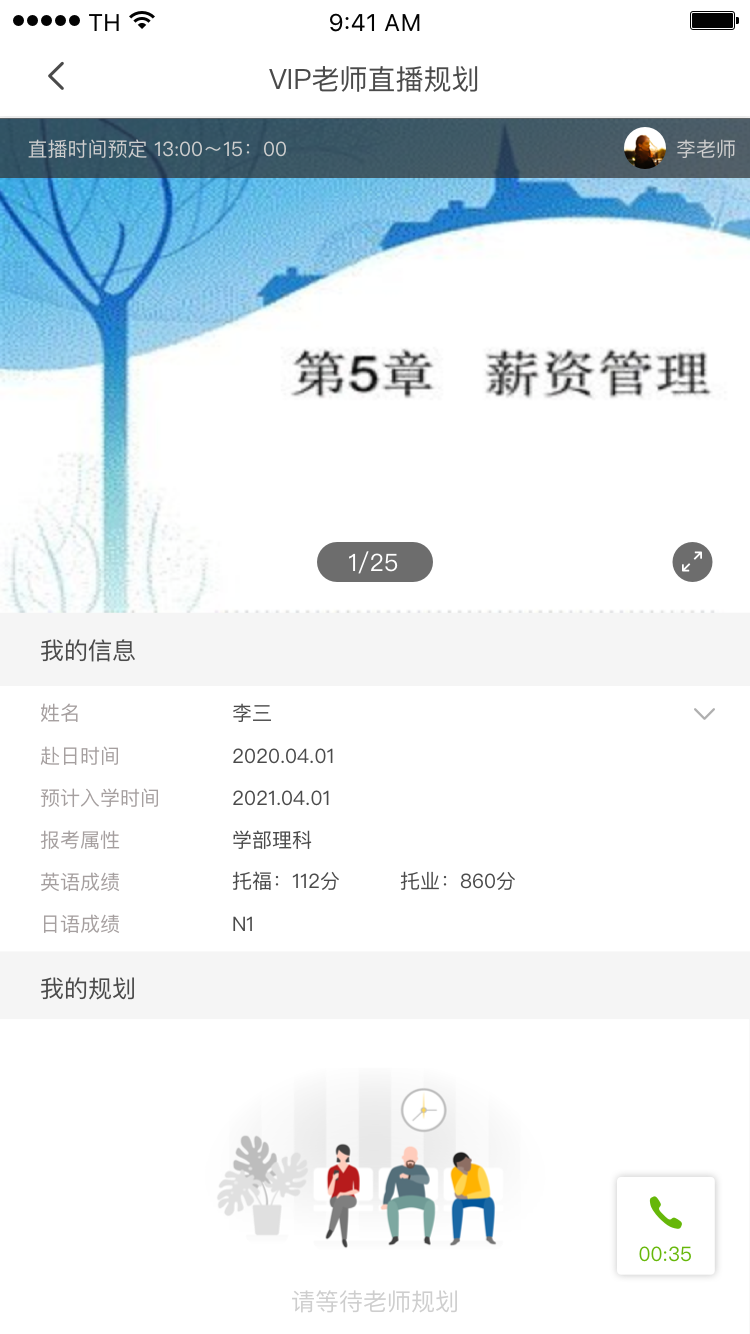 TH 9:41 AM
VIP老师直播规划
直播时间预定 13:00～15：00 李老师
第5章 薪资管理
1/25
我的信息
姓名 李三
赴日时间 2020.04.01
预计入学时间 2021.04.01
报考属性 学部理科
英语成绩 托福：112分 托业：860分
日语成绩 N1
我的规划
00:35
请等待老师规划